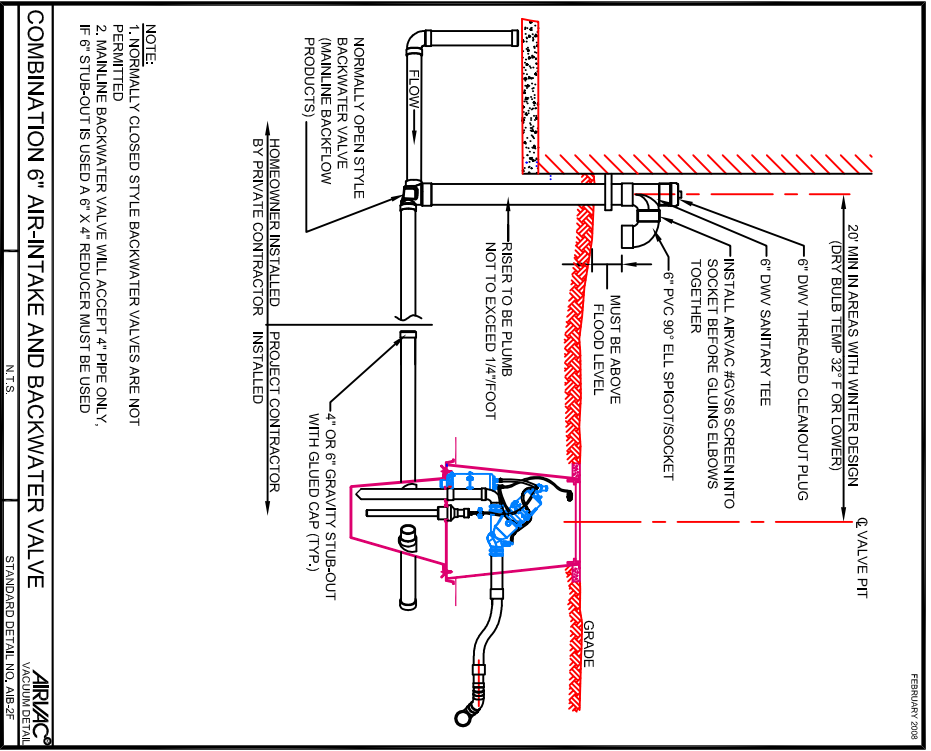 FEBRUARY 2008
℄ VALVE PIT
20' MIN IN AREAS WITH WINTER DESIGN
(DRY BULB TEMP 32° F OR LOWER)
6" DWV THREADED CLEANOUT PLUG
6" DWV SANITARY TEE
INSTALL AIRVAC #GVS6 SCREEN INTO
SOCKET BEFORE GLUING ELBOWS
TOGETHER
6" PVC 90° ELL SPIGOT/SOCKET
MUST BE ABOVE
FLOOD LEVEL
GRADE
RISER TO BE PLUMB
NOT TO EXCEED 1/4"/FOOT
FLOW
NORMALLY OPEN STYLE
BACKWATER VALVE
(MAINLINE BACKFLOW
PRODUCTS)
4" OR 6" GRAVITY STUB-OUT
WITH GLUED CAP (TYP.)
HOMEOWNER INSTALLED
BY PRIVATE CONTRACTOR
PROJECT CONTRACTOR
INSTALLED
NOTE:
1. NORMALLY CLOSED STYLE BACKWATER VALVES ARE NOT
PERMITTED
2. MAINLINE BACKWATER VALVE WILL ACCEPT 4" PIPE ONLY,
IF 6" STUB-OUT IS USED A 6" X 4" REDUCER MUST BE USED
COMBINATION 6" AIR-INTAKE AND BACKWATER VALVE
AIRVAC®
VACUUM DETAIL
N.T.S.
STANDARD DETAIL NO. AIB-2F